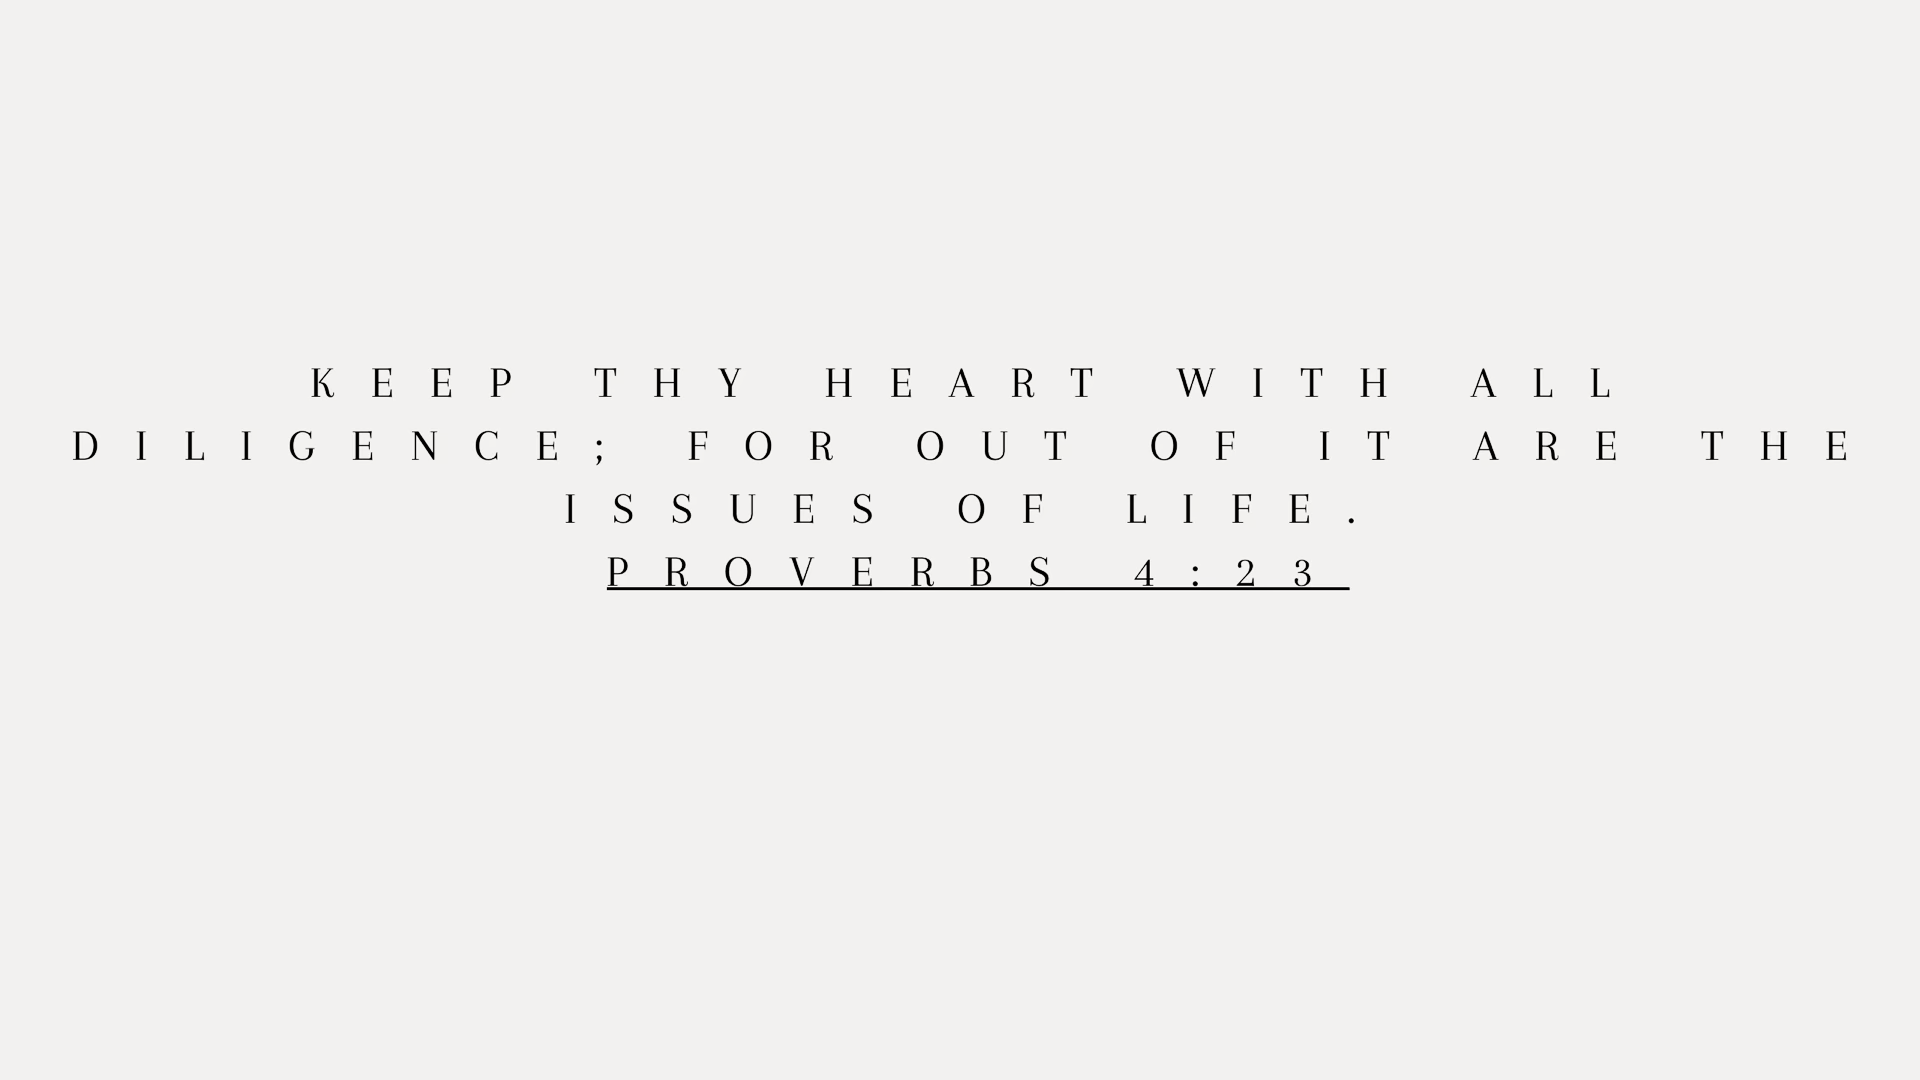 KEEP THY HEART WITH ALL
DILIGENCE; FOR OUT OF IT ARE THE
ISSUES OF LIFE.
PROVERBS 4:23